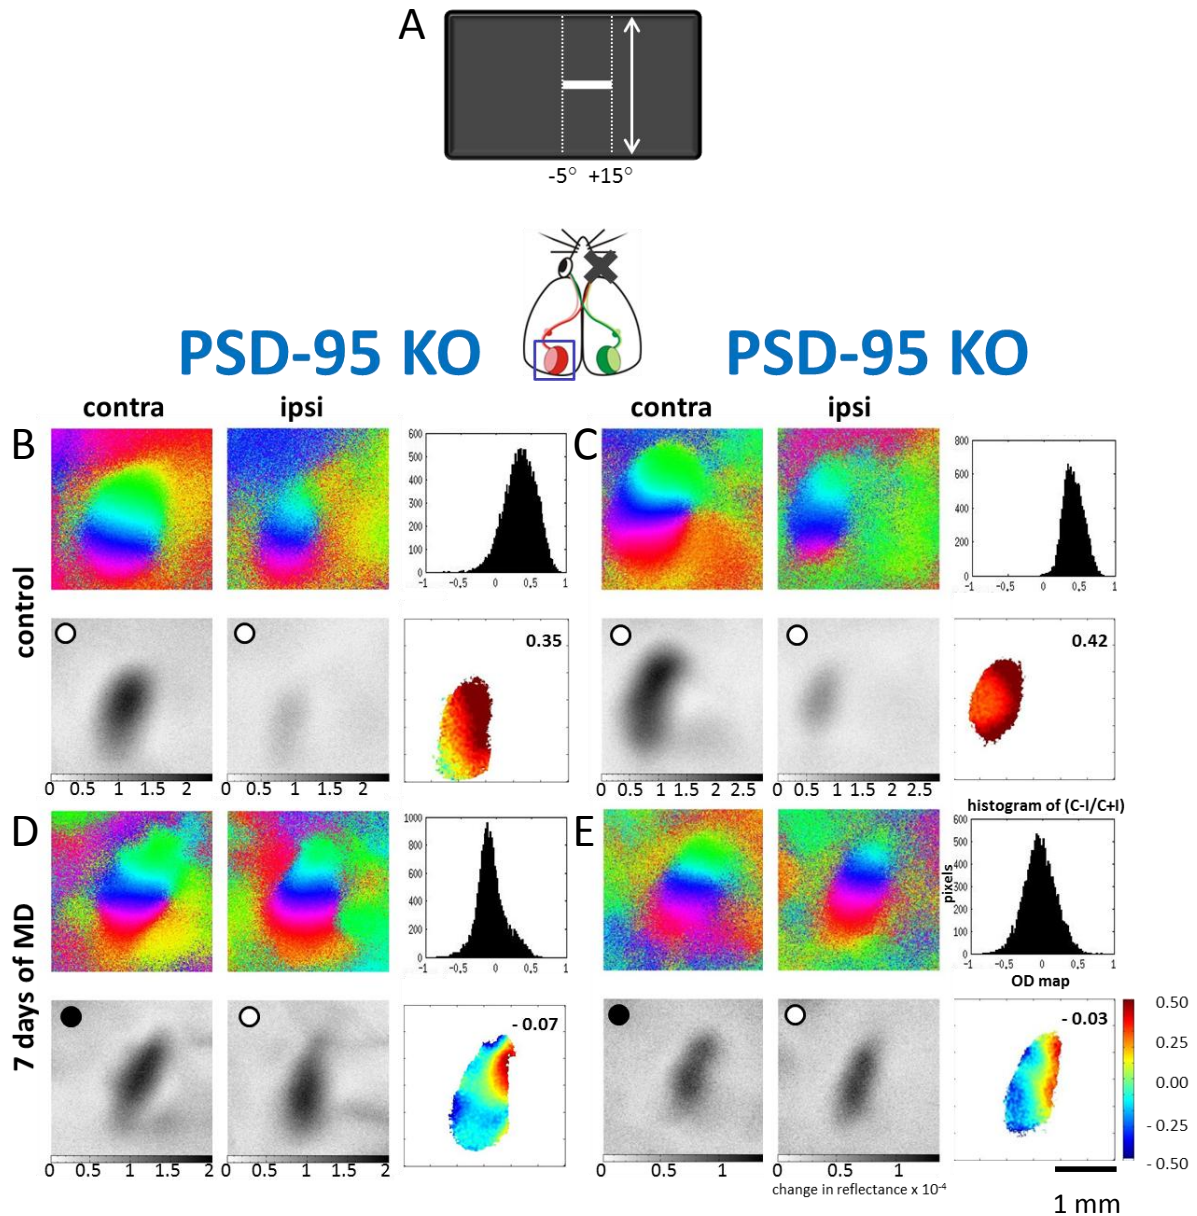 A
-5° +15°
PSD-95 KO
PSD-95 KO
contra
ipsi
contra
ipsi
control
B
600
500
400
300
200
100
0
-1 -0.5 0 0.5 1
C
800
600
400
200
0
-1 -0.5 0 0.5 1
0.35
0 0.5 1 1.5 2
0 0.5 1 1.5 2
0.42
0 0.5 1 1.5 2 2.5
0 0.5 1 1.5 2 2.5
7 days of MD
D
1000
800
600
400
200
0
-1 -0.5 0 0.5 1
E
histogram of (C-I/C+I)
pixels
600
500
400
300
200
100
0
-1 -0.5 0 0.5 1
- 0.07
0 0.5 1 1.5 2
0 0.5 1 1.5 2
OD map
- 0.03
0.50
0.25
0.00
- 0.25
- 0.50
0 0.5 1
0 0.5 1
change in reflectance x 10-4
1 mm